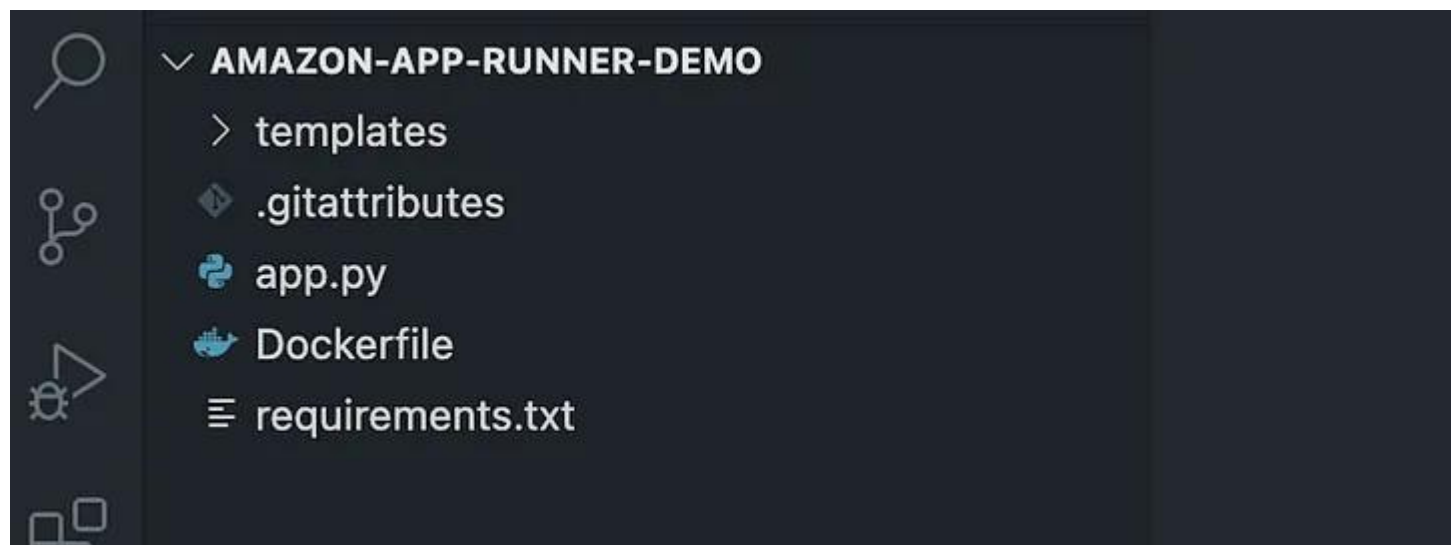 AMAZON-APP-RUNNER-DEMO
templates
.gitattributes
app.py
Dockerfile
requirements.txt